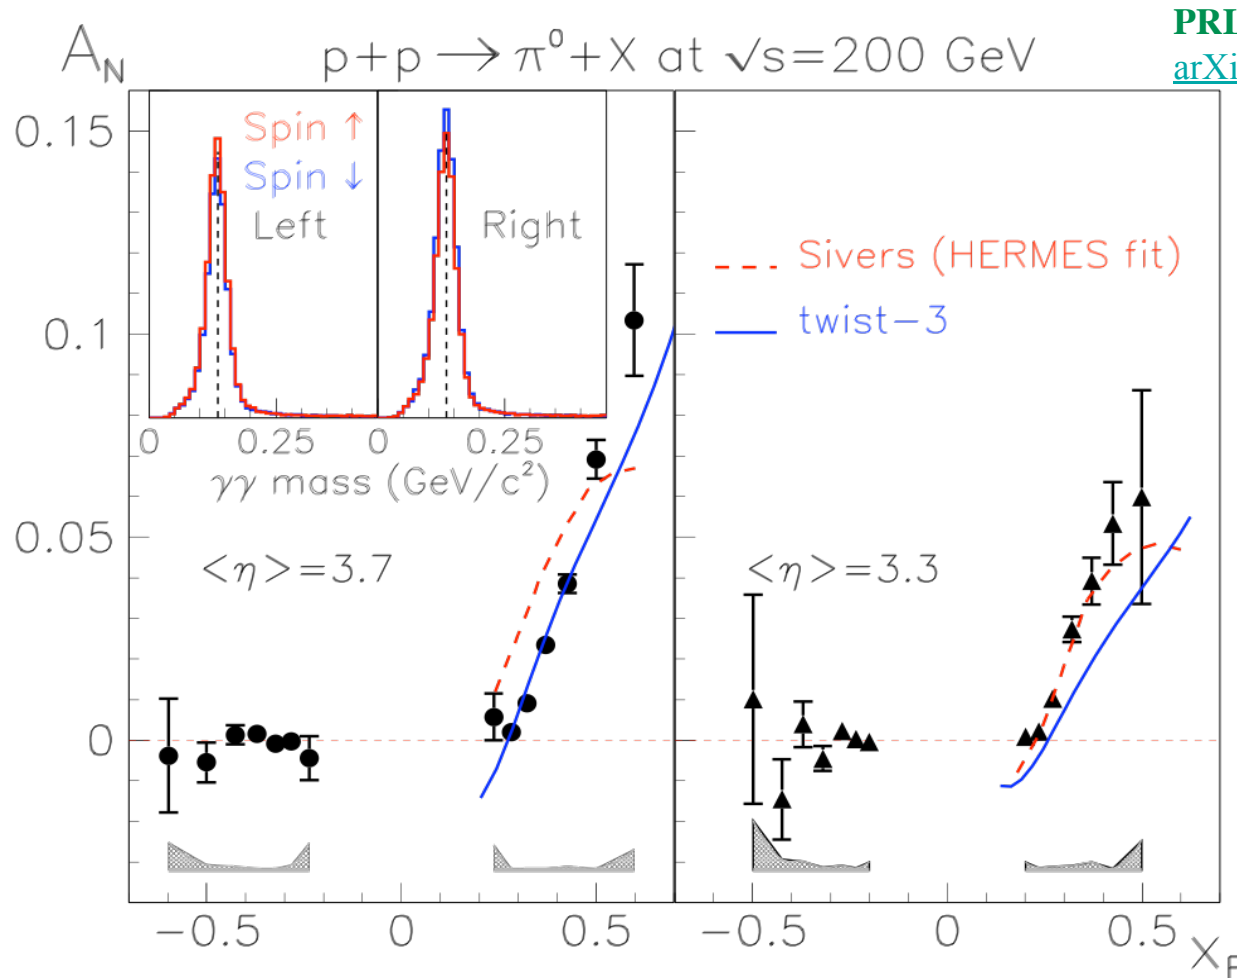 PRI
arXi
A_N
p+p → π⁰+X at √s=200 GeV
Spin ↑
Spin ↓
Left
Right
0
0.25
0
0.25
γγ mass (GeV/c²)
0.15
0.1
0.05
0
Sivers (HERMES fit)
twist-3
<η>=3.7
<η>=3.3
-0.5
0
0.5
-0.5
0
0.5
x_F